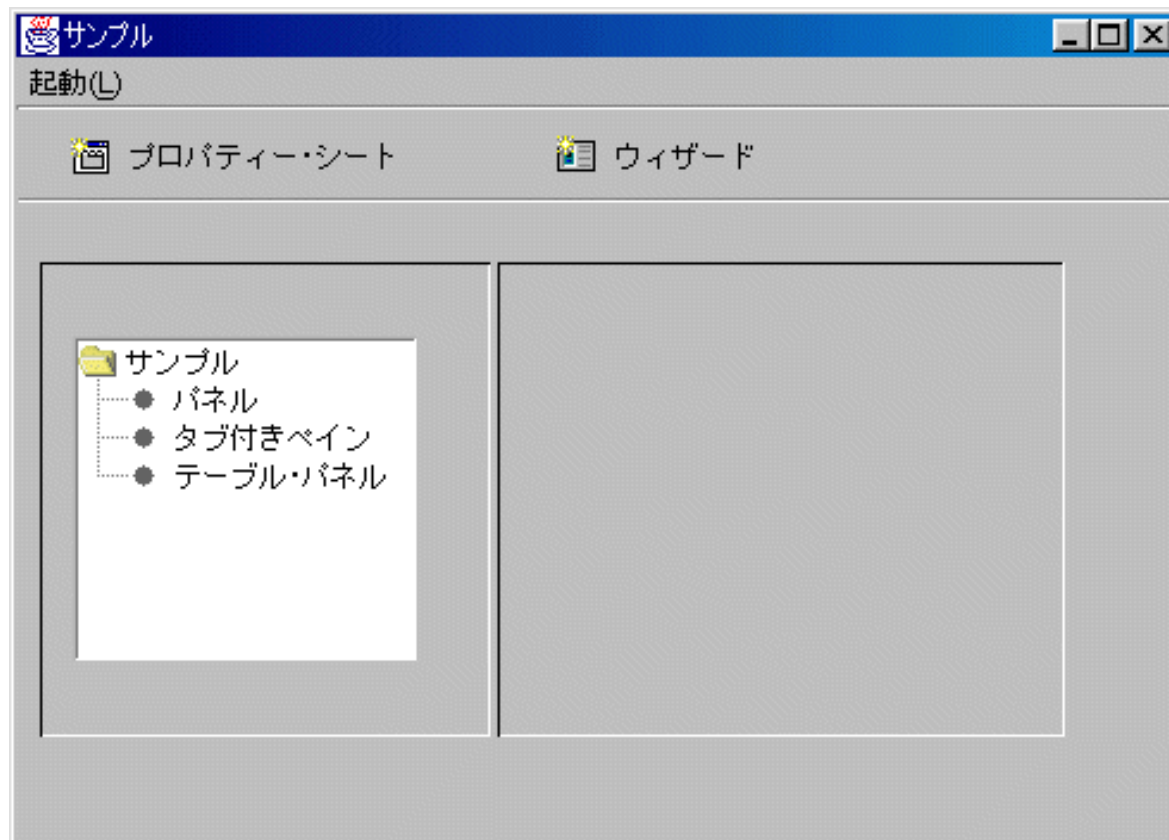 サンプル
起動(L)
プロパティー・シート ウィザード
サンプル
パネル
タブ付きペイン
テーブル・パネル